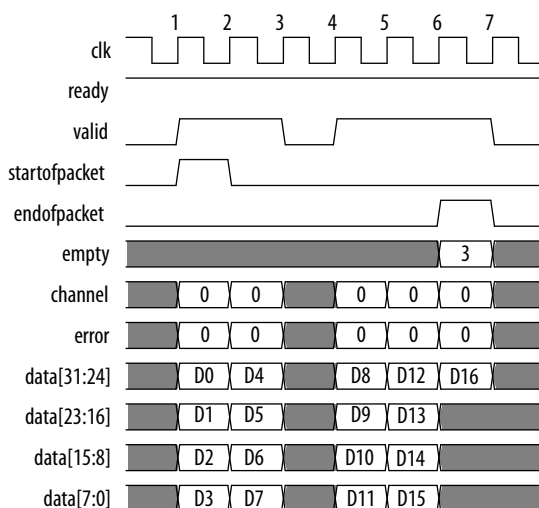 1 2 3 4 5 6 7
clk
ready
valid
startofpacket
endofpacket
empty 3
channel 0 0 0 0 0
error 0 0 0 0 0
data[31:24] D0 D4 D8 D12 D16
data[23:16] D1 D5 D9 D13
data[15:8] D2 D6 D10 D14
data[7:0] D3 D7 D11 D15